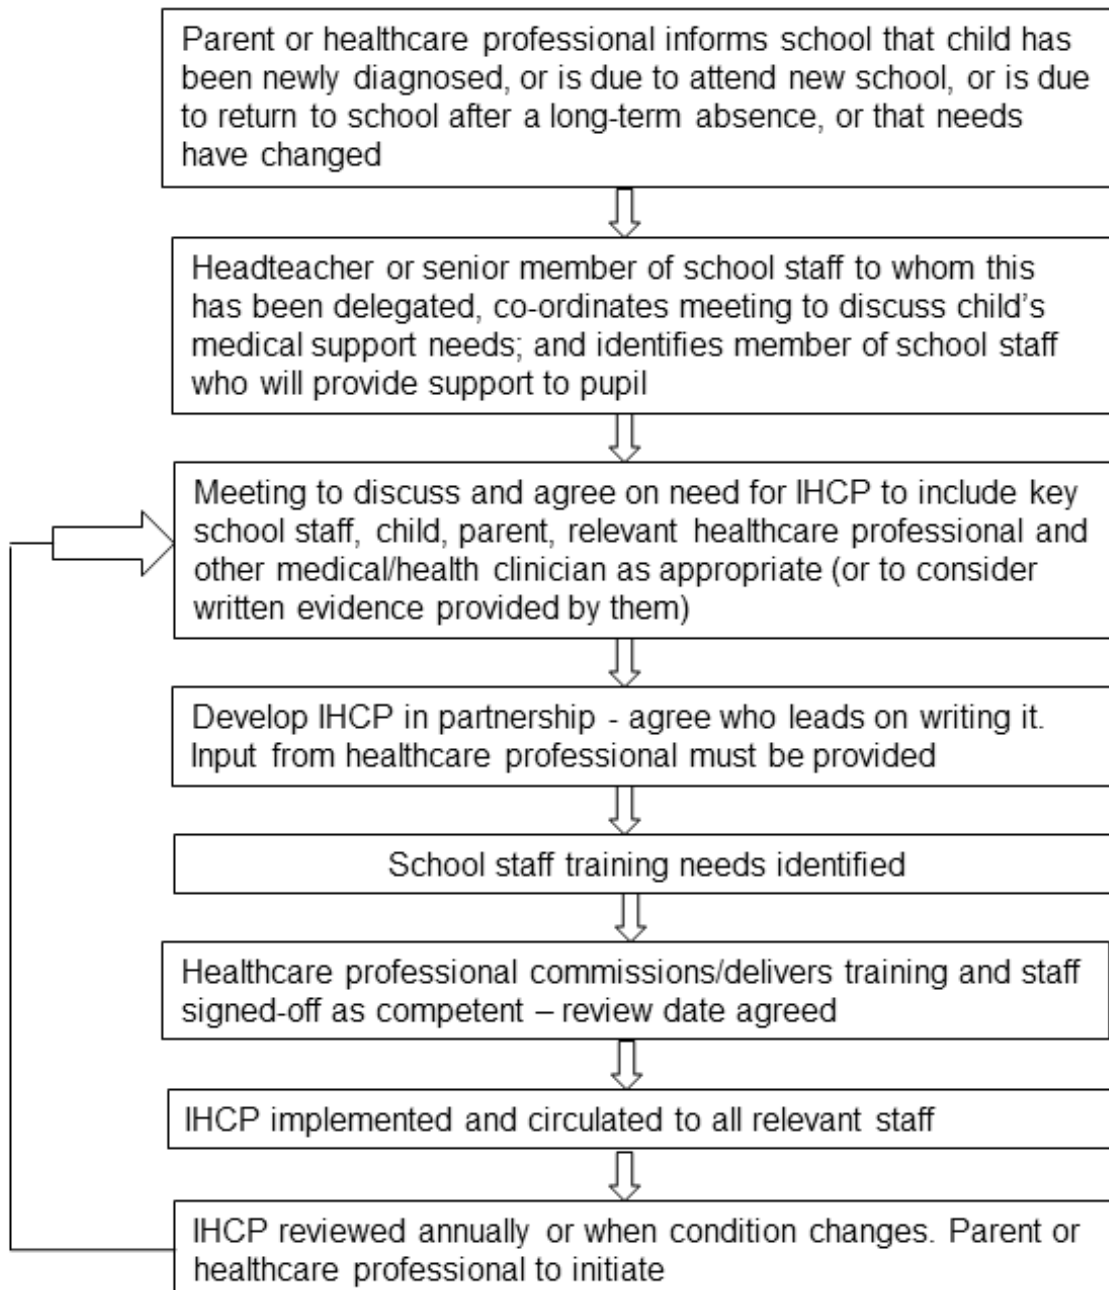 Parent or healthcare professional informs school that child has
been newly diagnosed, or is due to attend new school, or is due
to return to school after a long-term absence, or that needs
have changed
Headteacher or senior member of school staff to whom this
has been delegated, co-ordinates meeting to discuss child’s
medical support needs; and identifies member of school staff
who will provide support to pupil
Meeting to discuss and agree on need for IHCP to include key
school staff, child, parent, relevant healthcare professional and
other medical/health clinician as appropriate (or to consider
written evidence provided by them)
Develop IHCP in partnership - agree who leads on writing it.
Input from healthcare professional must be provided
School staff training needs identified
Healthcare professional commissions/delivers training and staff
signed-off as competent – review date agreed
IHCP implemented and circulated to all relevant staff
IHCP reviewed annually or when condition changes. Parent or
healthcare professional to initiate